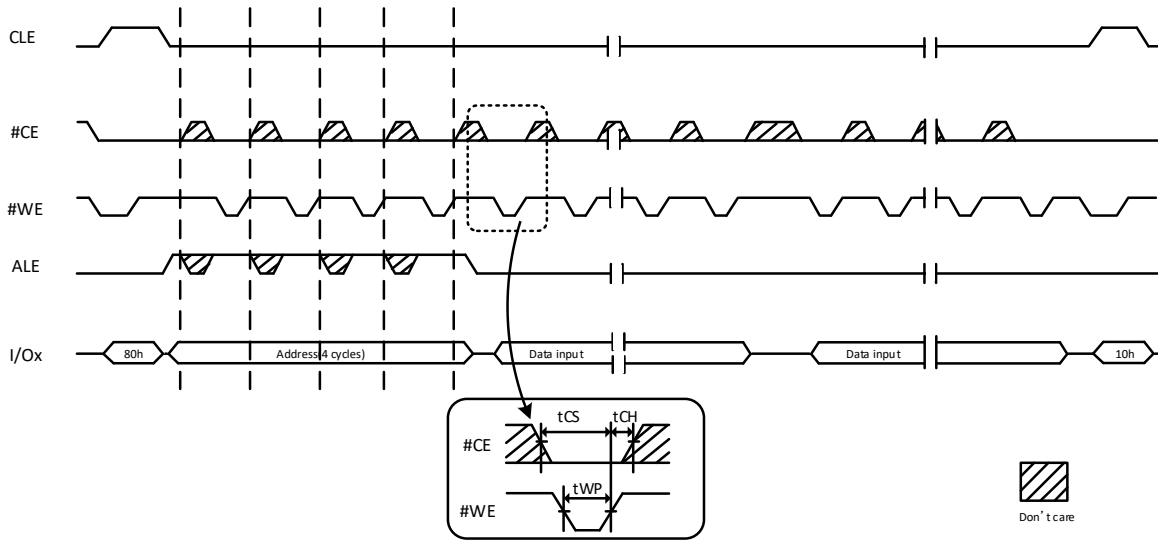 CLE
#CE
#WE
ALE
I/Ox
80h
Address(4 cycles)
Data input
Data input
10h
tCS
tCH
#CE
tWP
#WE
Don't care